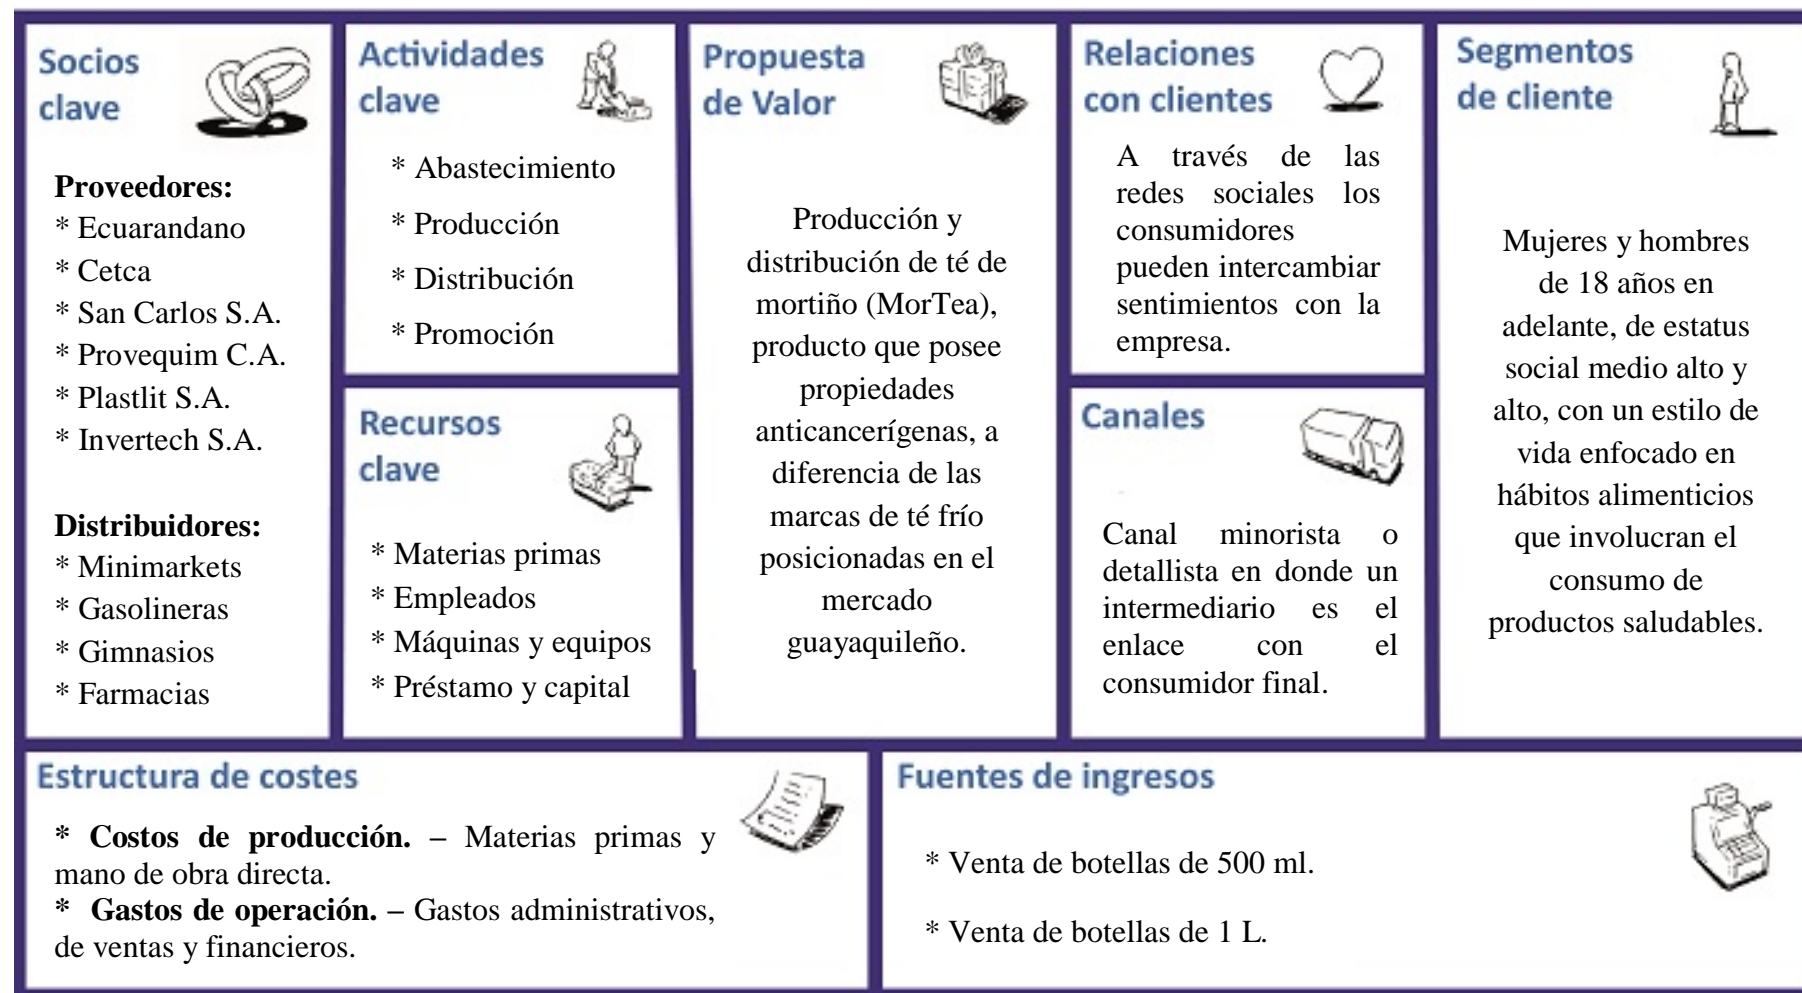 Socios
clave
Proveedores:
* Ecuarandano
* Cetca
* San Carlos S.A.
* Provequim C.A.
* Plastlit S.A.
* Invertech S.A.
Distribuidores:
* Minimarkets
* Gasolineras
* Gimnasios
* Farmacias
Actividades
clave
* Abastecimiento
* Producción
* Distribución
* Promoción
Recursos
clave
* Materias primas
* Empleados
* Máquinas y equipos
* Préstamo y capital
Propuesta
de Valor
Producción y
distribución de té de
mortiño (MorTea),
producto que posee
propiedades
anticancerígenas, a
diferencia de las
marcas de té frío
posicionadas en el
mercado
guayaquileño.
Relaciones
con clientes
A través de las
redes sociales los
consumidores
pueden intercambiar
sentimientos con la
empresa.
Canales
Canal minorista o
detallista en donde un
intermediario es el
enlace con el
consumidor final.
Segmentos
de cliente
Mujeres y hombres
de 18 años en
adelante, de estatus
social medio alto y
alto, con un estilo de
vida enfocado en
hábitos alimenticios
que involucran el
consumo de
productos saludables.
Estructura de costes
* Costos de producción. – Materias primas y
mano de obra directa.
* Gastos de operación. – Gastos administrativos,
de ventas y financieros.
Fuentes de ingresos
* Venta de botellas de 500 ml.
* Venta de botellas de 1 L.